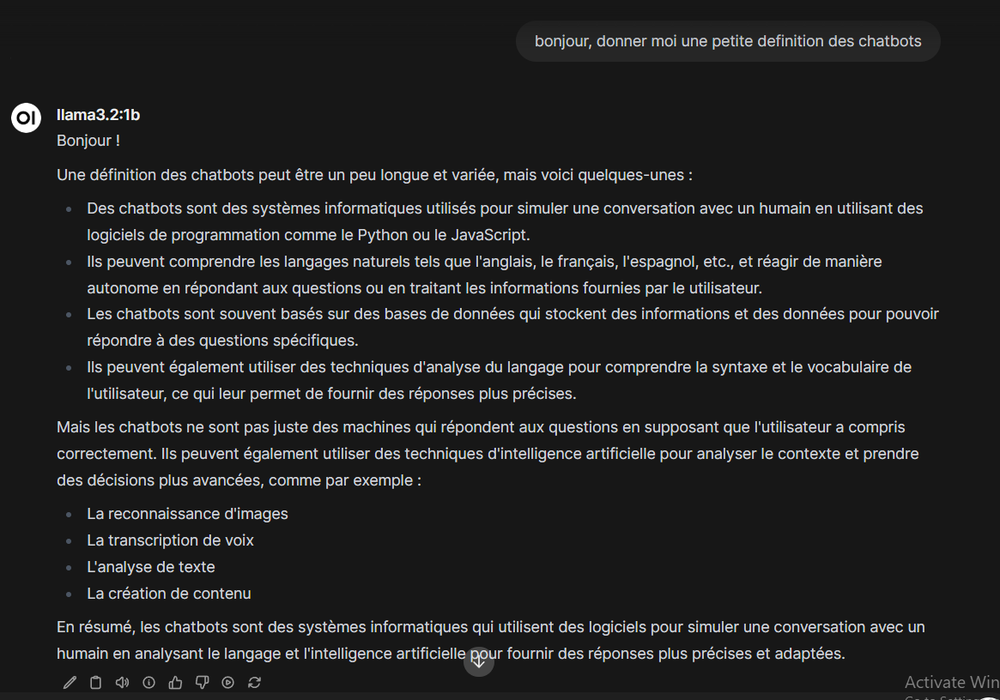 bonjour, donner moi une petite definition des chatbots
OI
llama3.2:1b
Bonjour !
Une définition des chatbots peut être un peu longue et variée, mais voici quelques-unes :
Des chatbots sont des systèmes informatiques utilisés pour simuler une conversation avec un humain en utilisant des
logiciels de programmation comme le Python ou le JavaScript.
Ils peuvent comprendre les langages naturels tels que l'anglais, le français, l'espagnol, etc., et réagir de manière
autonome en répondant aux questions ou en traitant les informations fournies par le utilisateur.
Les chatbots sont souvent basés sur des bases de données qui stockent des informations et des données pour pouvoir
répondre à des questions spécifiques.
Ils peuvent également utiliser des techniques d'analyse du langage pour comprendre la syntaxe et le vocabulaire de
l'utilisateur, ce qui leur permet de fournir des réponses plus précises.
Mais les chatbots ne sont pas juste des machines qui répondent aux questions en supposant que l'utilisateur a compris
correctement. Ils peuvent également utiliser des techniques d'intelligence artificielle pour analyser le contexte et prendre
des décisions plus avancées, comme par exemple :
La reconnaissance d'images
La transcription de voix
L'analyse de texte
La création de contenu
En résumé, les chatbots sont des systèmes informatiques qui utilisent des logiciels pour simuler une conversation avec un
humain en analysant le langage et l'intelligence artificielle pour fournir des réponses plus précises et adaptées.
Activate Win